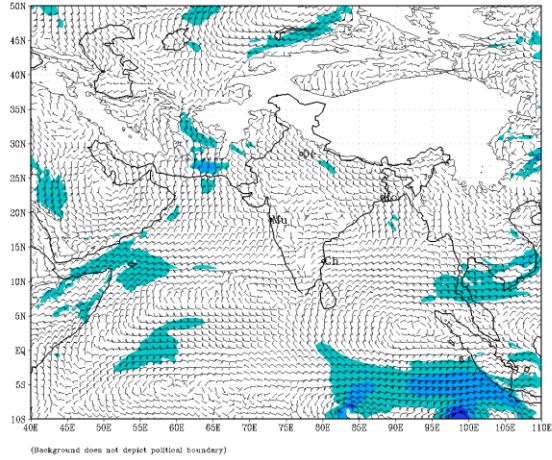 50N
45N
40N
35N
30N
25N
20N
15N
10N
5N
EQ
5S
10S
De
Mu
Ch
40E 45E 50E 55E 60E 65E 70E 75E 80E 85E 90E 95E 100E 105E 110E
(Background does not depict political boundary)